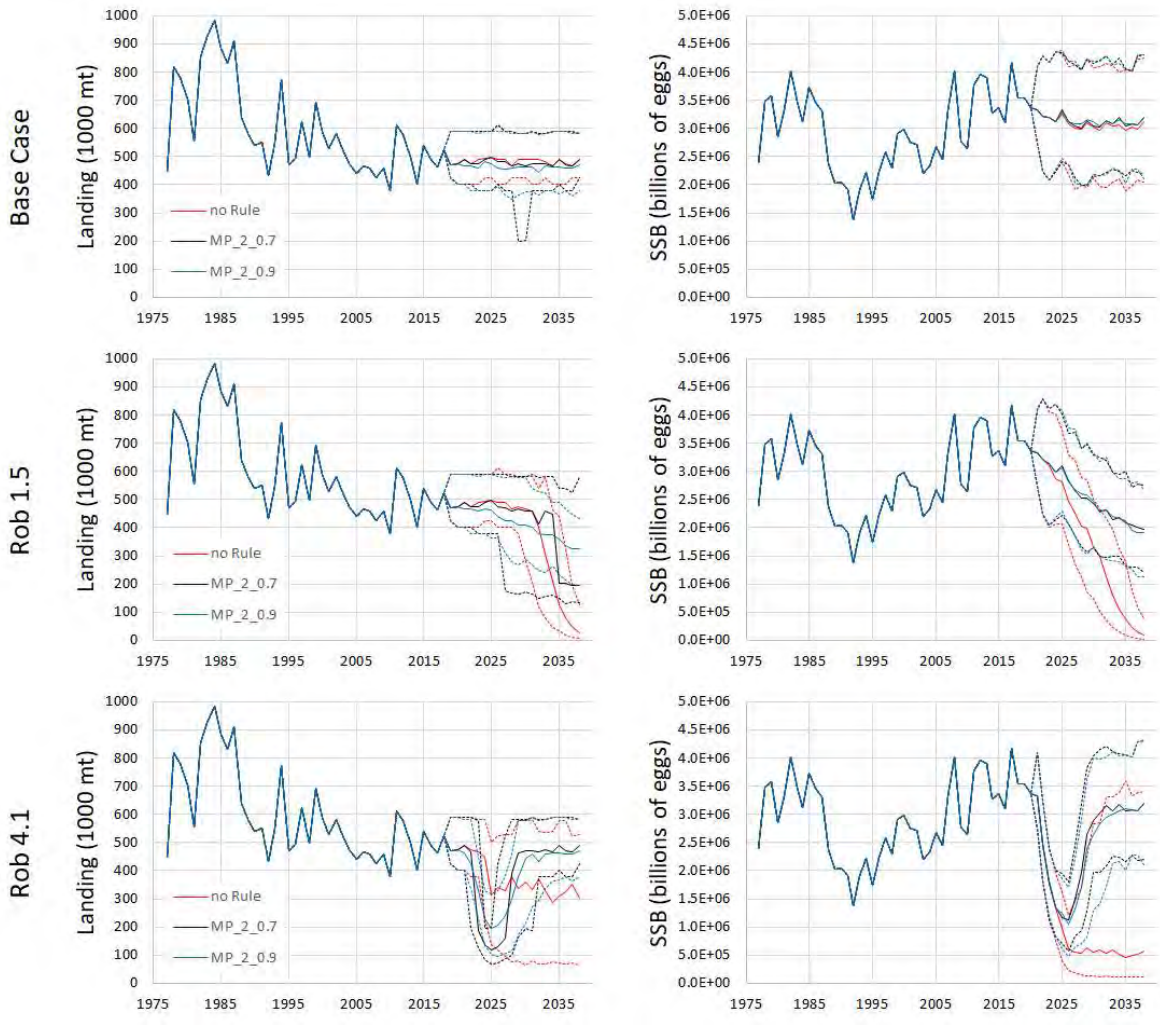 Base Case
Landing (1000 mt)
1000
900
800
700
600
500
400
300
200
100
0
no Rule
MP_2_0.7
MP_2_0.9
1975 1985 1995 2005 2015 2025 2035
SSB (billions of eggs)
5.0E+06
4.5E+06
4.0E+06
3.5E+06
3.0E+06
2.5E+06
2.0E+06
1.5E+06
1.0E+06
5.0E+05
0.0E+00
1975 1985 1995 2005 2015 2025 2035
Rob 1.5
Landing (1000 mt)
1000
900
800
700
600
500
400
300
200
100
0
no Rule
MP_2_0.7
MP_2_0.9
1975 1985 1995 2005 2015 2025 2035
SSB (billions of eggs)
5.0E+06
4.5E+06
4.0E+06
3.5E+06
3.0E+06
2.5E+06
2.0E+06
1.5E+06
1.0E+06
5.0E+05
0.0E+00
1975 1985 1995 2005 2015 2025 2035
Rob 4.1
Landing (1000 mt)
1000
900
800
700
600
500
400
300
200
100
0
no Rule
MP_2_0.7
MP_2_0.9
1975 1985 1995 2005 2015 2025 2035
SSB (billions of eggs)
5.0E+06
4.5E+06
4.0E+06
3.5E+06
3.0E+06
2.5E+06
2.0E+06
1.5E+06
1.0E+06
5.0E+05
0.0E+00
1975 1985 1995 2005 2015 2025 2035